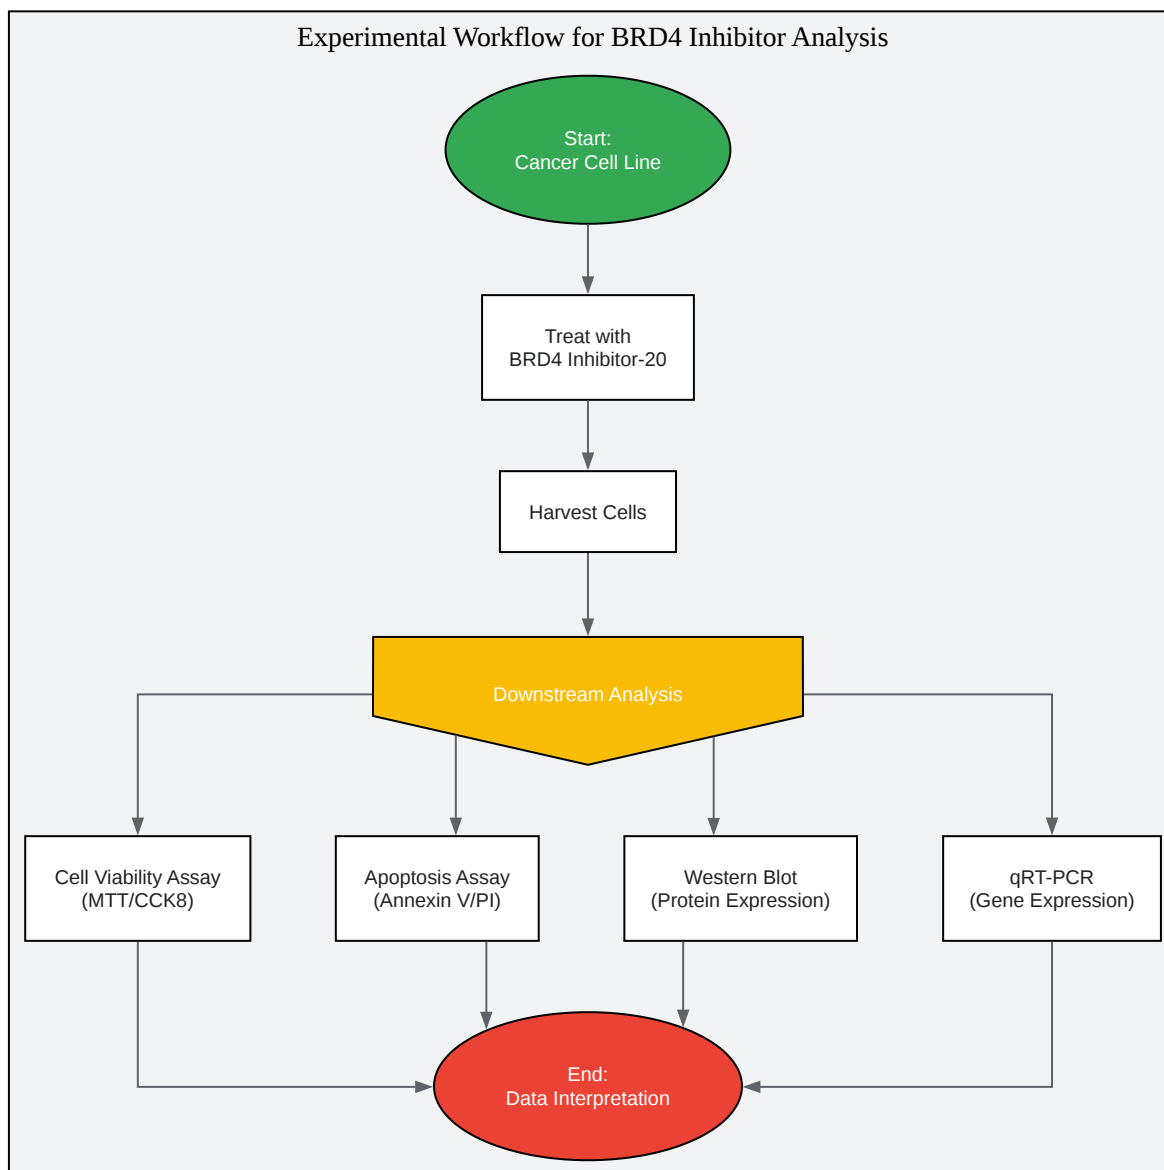 Experimental Workflow for BRD4 Inhibitor Analysis
Start:
Cancer Cell Line
Treat with
BRD4 Inhibitor-20
Harvest Cells
Downstream Analysis
Cell Viability Assay
(MTT/CCK8)
Apoptosis Assay
(Annexin V/PI)
Western Blot
(Protein Expression)
qRT-PCR
(Gene Expression)
End:
Data Interpretation